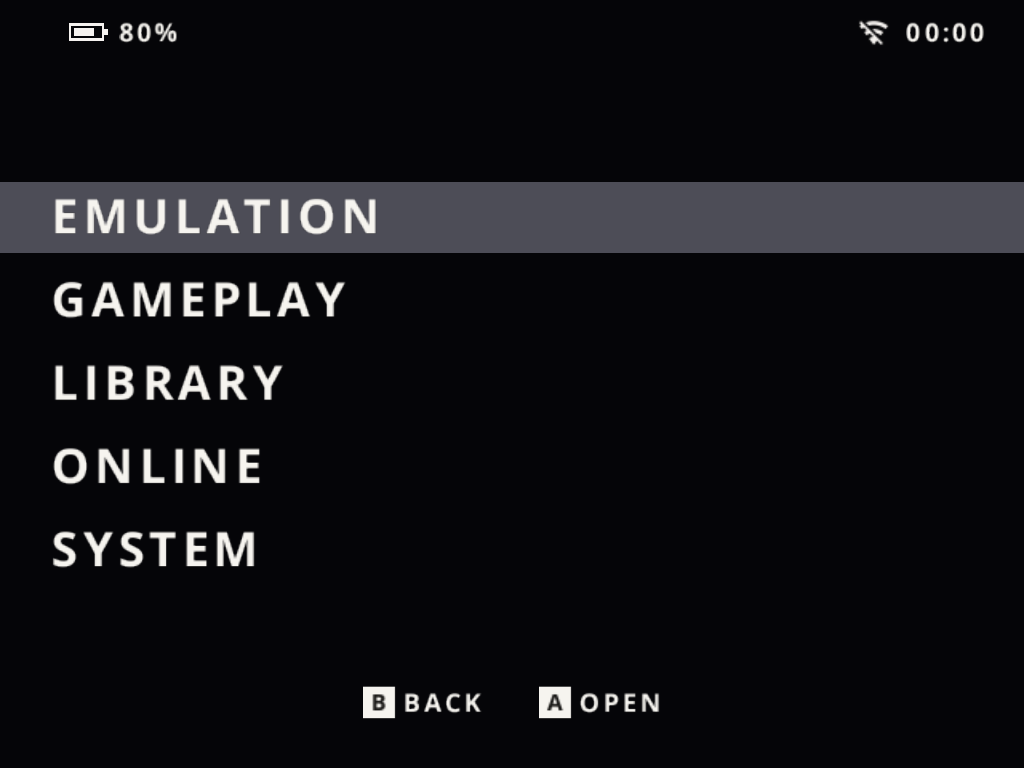 80% 00:00
EMULATION
GAMEPLAY
LIBRARY
ONLINE
SYSTEM
B BACK A OPEN